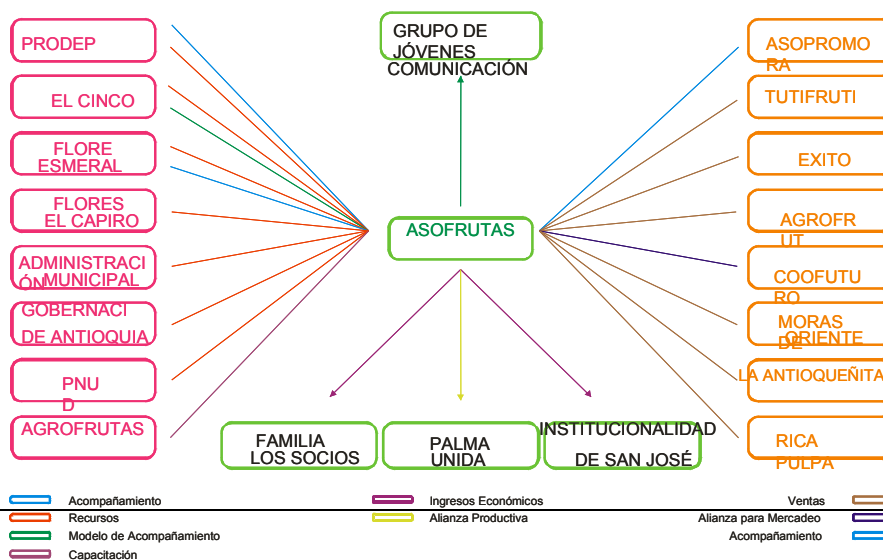 PRODEP
EL CINCO
FLORE
ESMERAL
FLORES
EL CAPIRO
ADMINISTRACI
ÓN MUNICIPAL
GOBERNACI
DE ANTIOQUIA
PNU
D
AGROFRUTAS
GRUPO DE
JÓVENES
COMUNICACIÓN
ASOFRUTAS
FAMILIA
LOS SOCIOS
PALMA
UNIDA
INSTITUCIONALIDAD
DE SAN JOSÉ
ASOPROMO
RA
TUTIFRUTI
EXITO
AGROFR
UT
COOFUTU
RO
MORAS
DE ORIENTE
LA ANTIOQUEÑITA
RICA
PULPA
Acompañamiento
Recursos
Modelo de Acompañamiento
Capacitación
Ingresos Económicos
Alianza Productiva
Ventas
Alianza para Mercadeo
Acompañamiento